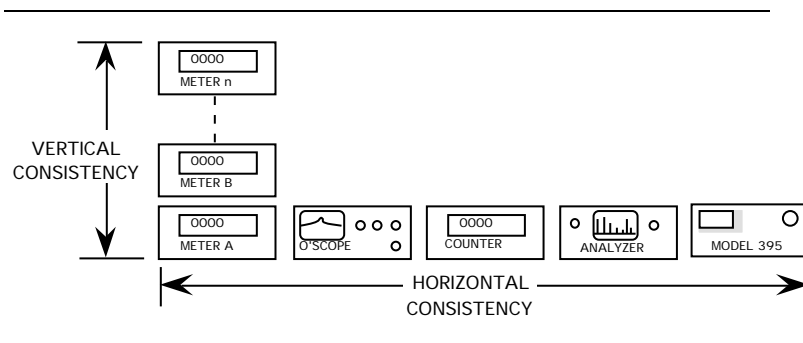 0000
METER n
VERTICAL
CONSISTENCY
0000
METER B
0000
METER A
O'SCOPE
0000
COUNTER
ANALYZER
MODEL 395
HORIZONTAL
CONSISTENCY